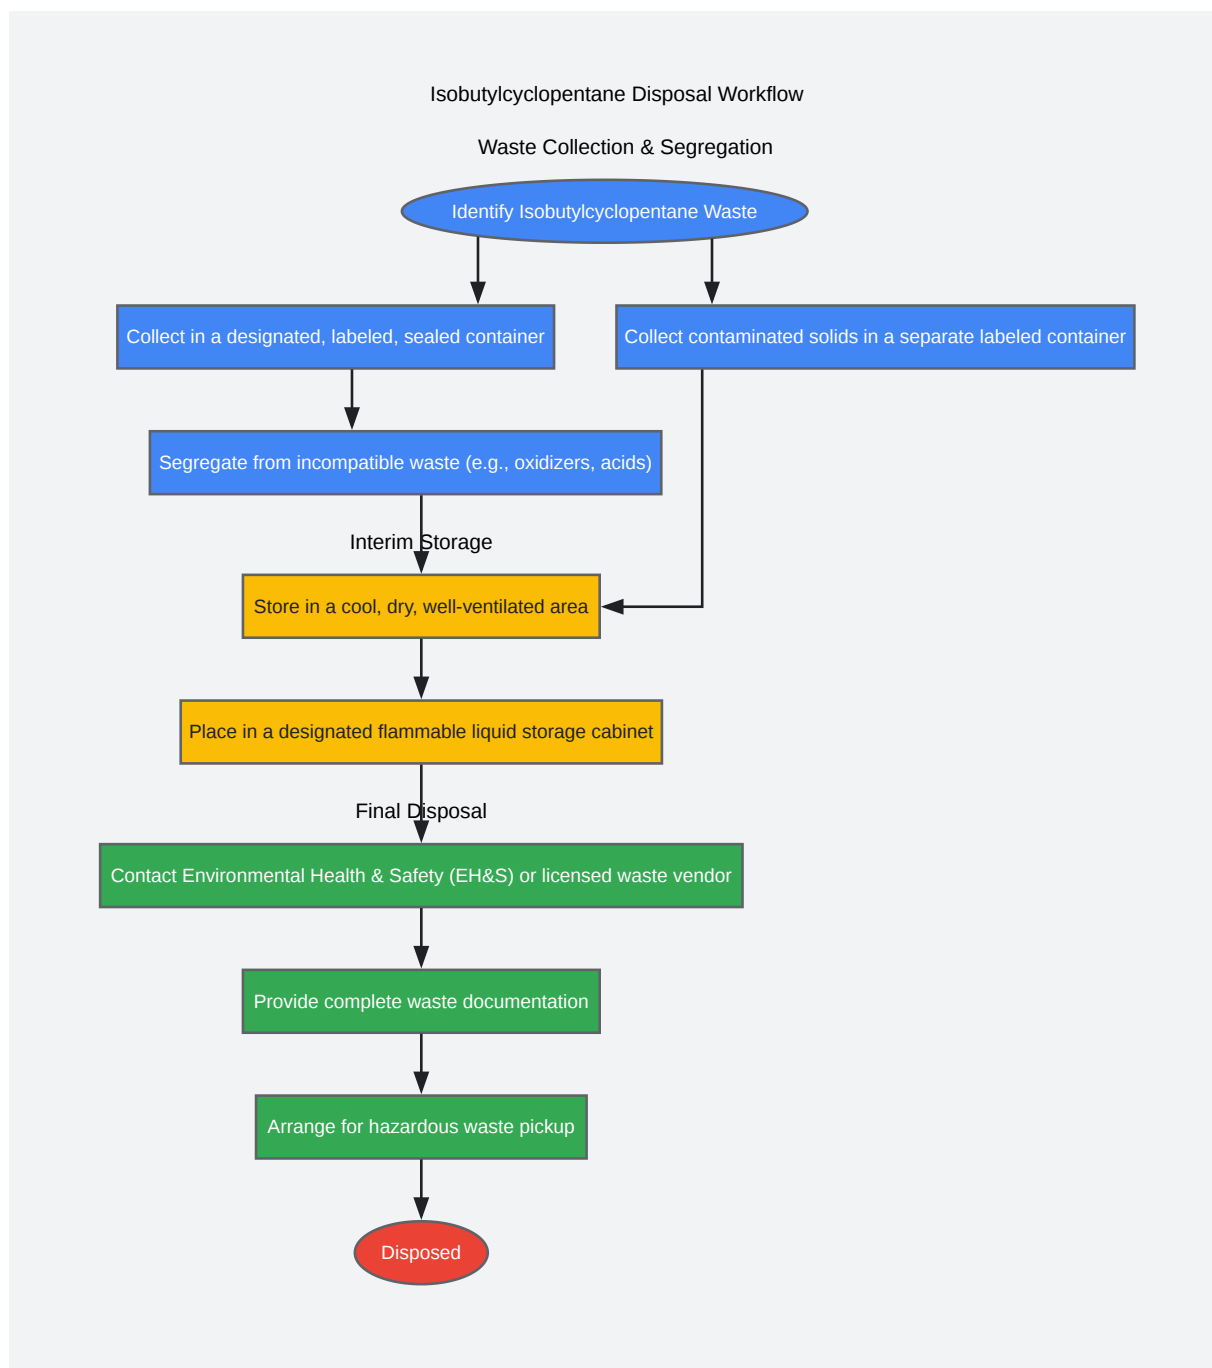 Isobutylcyclopentane Disposal Workflow
Waste Collection & Segregation
Identify Isobutylcyclopentane Waste
Collect in a designated, labeled, sealed container
Collect contaminated solids in a separate labeled container
Segregate from incompatible waste (e.g., oxidizers, acids)
Interim Storage
Store in a cool, dry, well-ventilated area
Place in a designated flammable liquid storage cabinet
Final Disposal
Contact Environmental Health & Safety (EH&S) or licensed waste vendor
Provide complete waste documentation
Arrange for hazardous waste pickup
Disposed